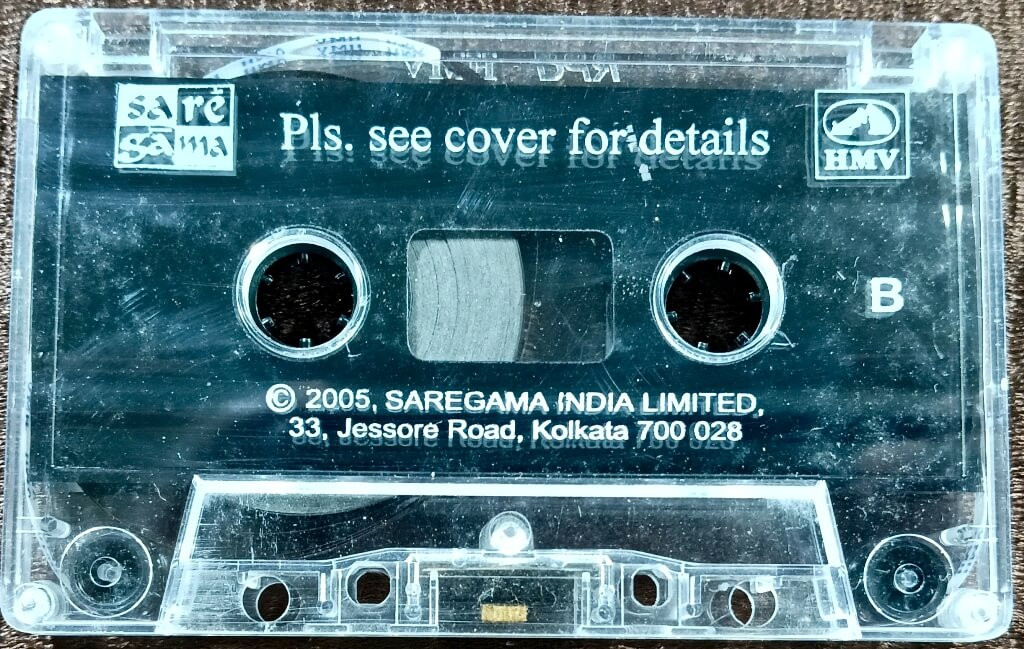 sa rē
gā ma
Pls. see cover for details
HMV
B
© 2005, SAREGAMA INDIA LIMITED,
33, Jessore Road, Kolkata 700 028